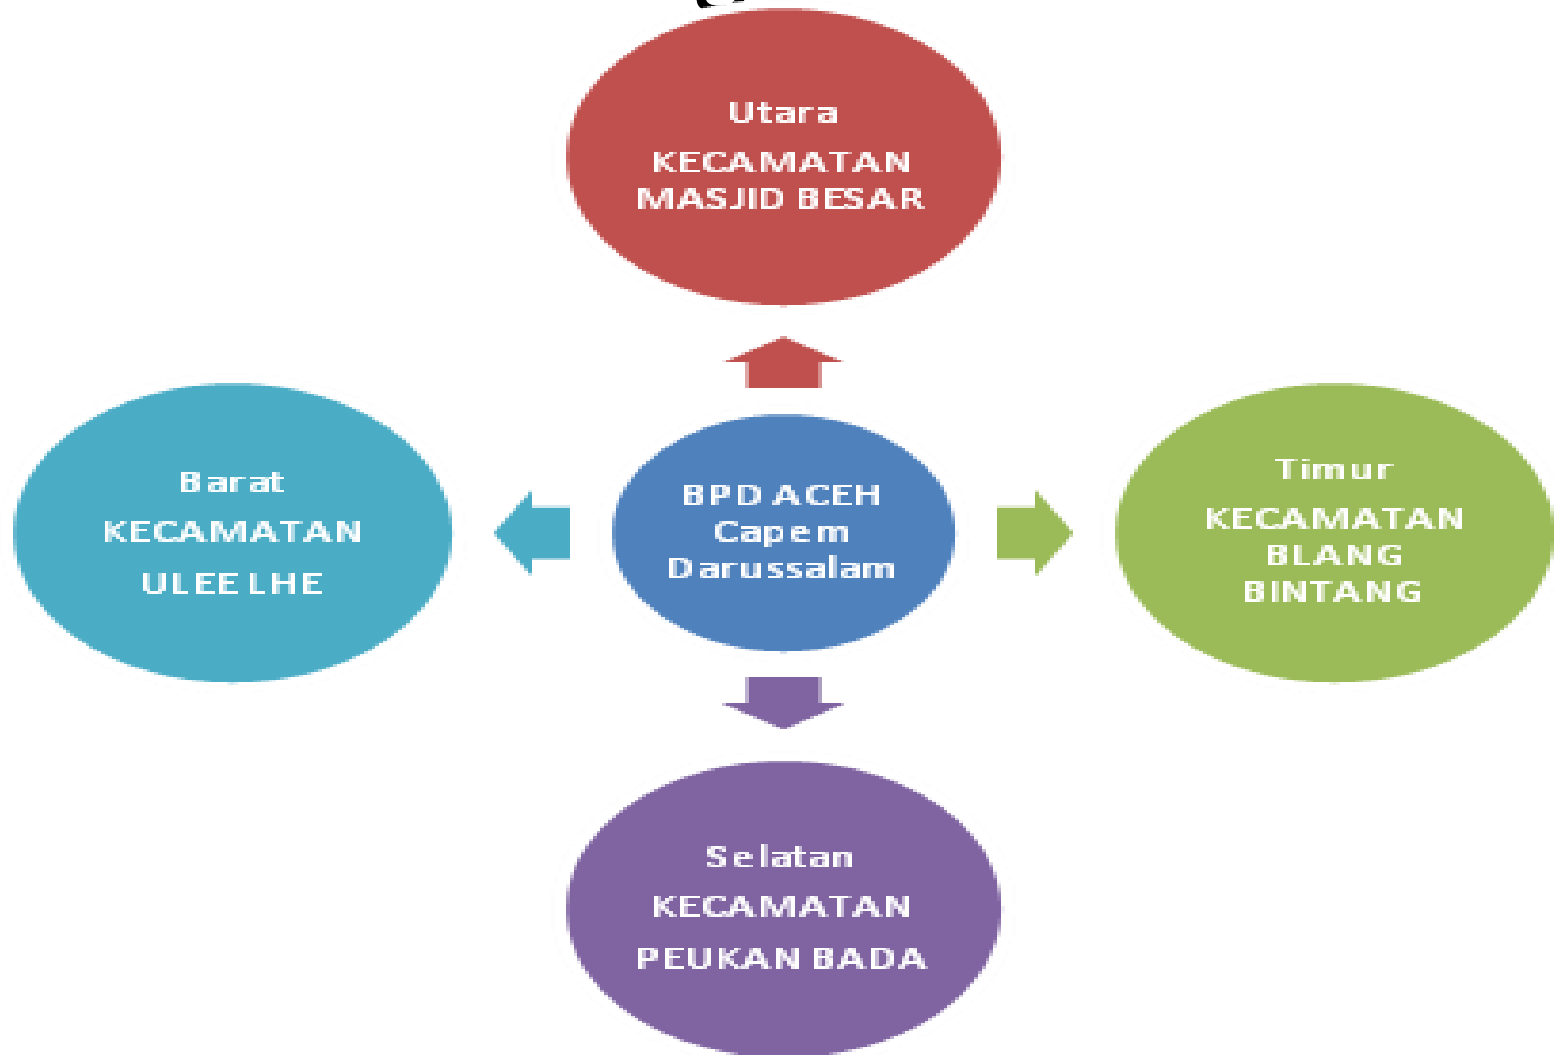 Utara
KECAMATAN
MASJID BESAR
Barat
KECAMATAN
ULEE LHE
BPD ACEH
Capem
Darussalam
Timur
KECAMATAN
BLANG
BINTANG
Selatan
KECAMATAN
PEUKAN BADA